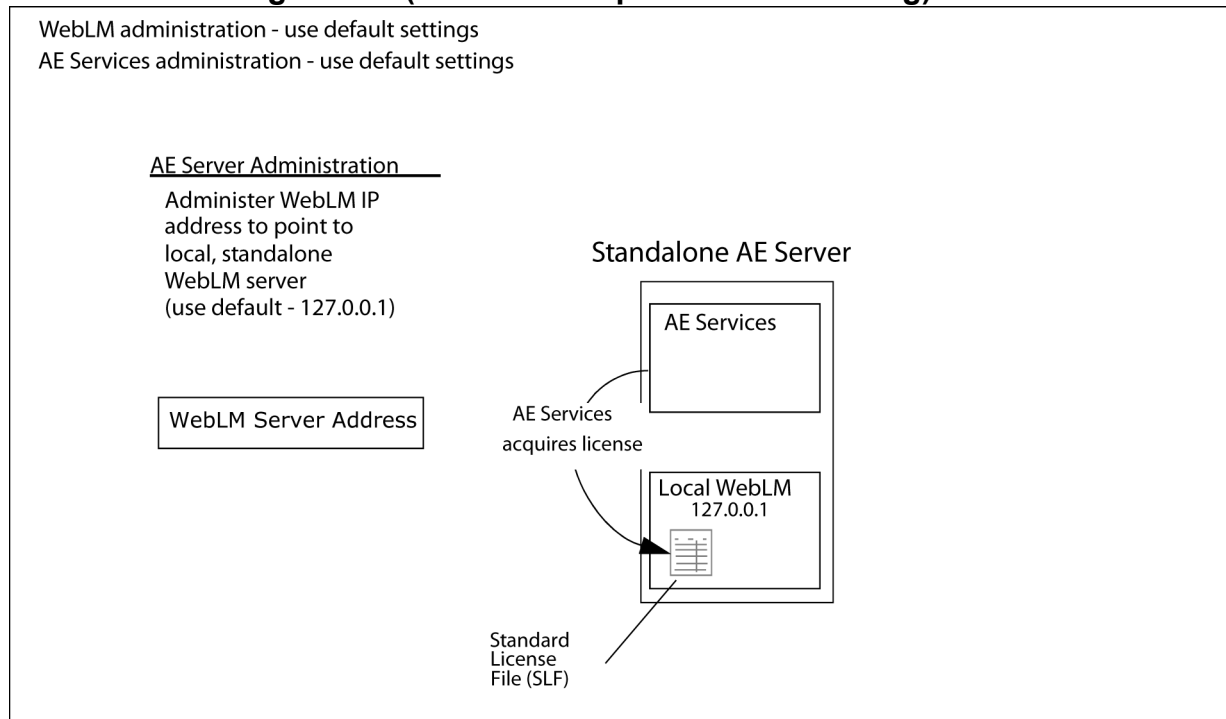 WebLM administration - use default settings
AE Services administration - use default settings
AE Server Administration
Administer WebLM IP
address to point to
local, standalone
WebLM server
(use default - 127.0.0.1)
WebLM Server Address
Standalone AE Server
AE Services
AE Services
acquires license
Local WebLM
127.0.0.1
Standard
License
File (SLF)